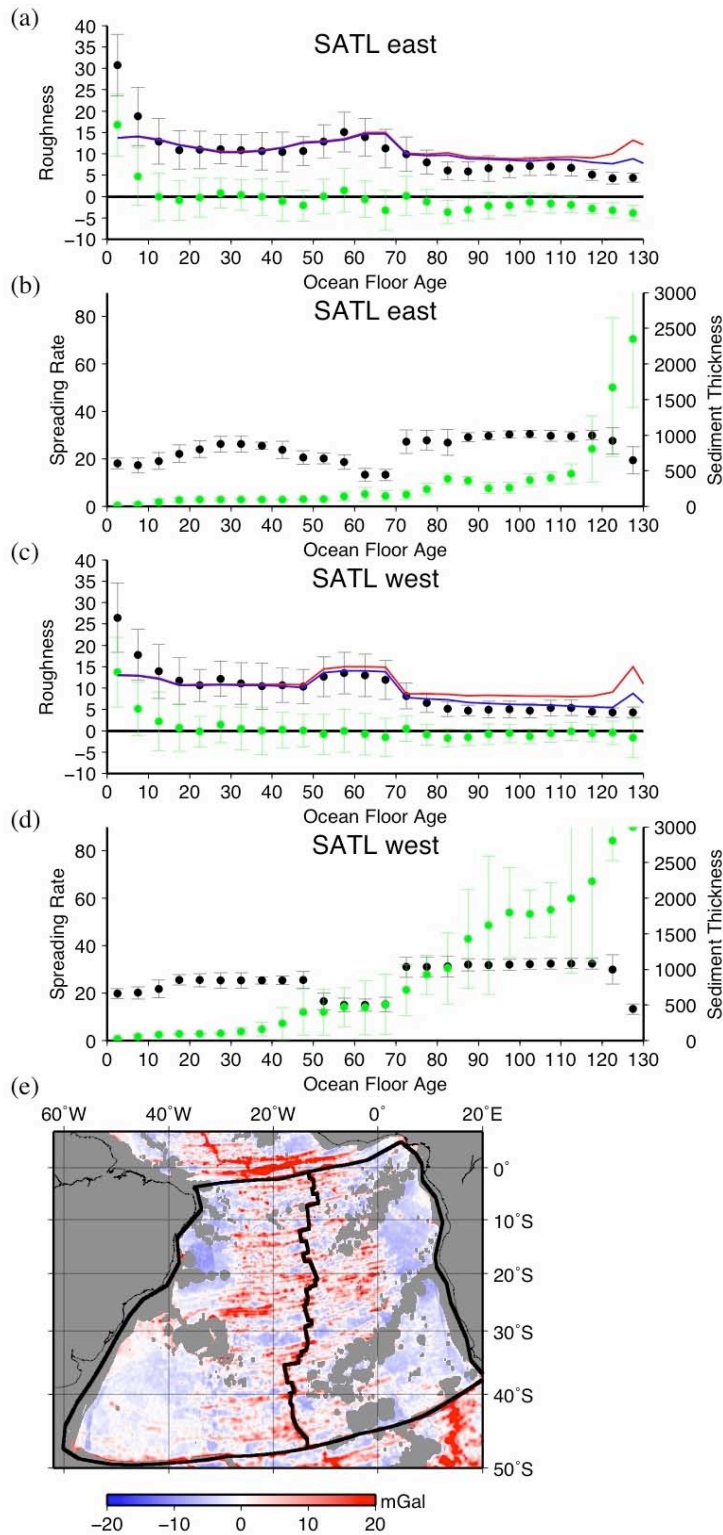 (a)
SATL east
Roughness
40
35
30
25
20
15
10
5
0
−5
−10
0 10 20 30 40 50 60 70 80 90 100 110 120 130
Ocean Floor Age
(b)
SATL east
Spreading Rate
80
60
40
20
0
3000
2500
2000
1500
1000
500
0
Sediment Thickness
0 10 20 30 40 50 60 70 80 90 100 110 120 130
Ocean Floor Age
(c)
SATL west
Roughness
40
35
30
25
20
15
10
5
0
−5
−10
0 10 20 30 40 50 60 70 80 90 100 110 120 130
Ocean Floor Age
(d)
SATL west
Spreading Rate
80
60
40
20
0
3000
2500
2000
1500
1000
500
0
Sediment Thickness
0 10 20 30 40 50 60 70 80 90 100 110 120 130
Ocean Floor Age
(e)
60°W 40°W 20°W 0° 20°E
0°
10°S
20°S
30°S
40°S
50°S
mGal
−20 −10 0 10 20